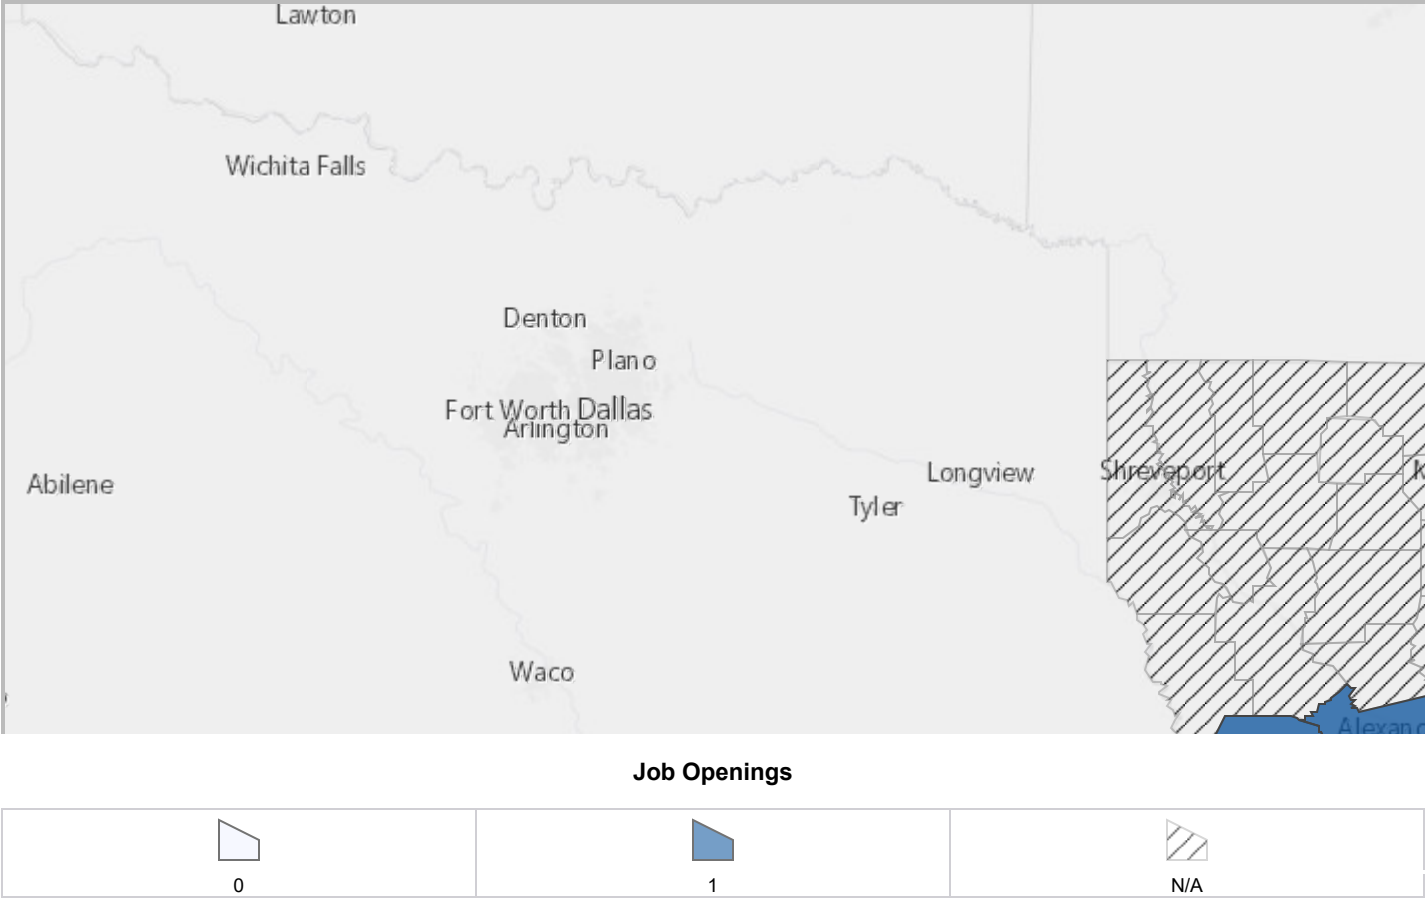 Lawton
Wichita Falls
Denton
Plano
Fort Worth Dallas
Arlington
Abilene
Longview
Shreveport
Tyler
Waco
Job Openings
0
1
N/A